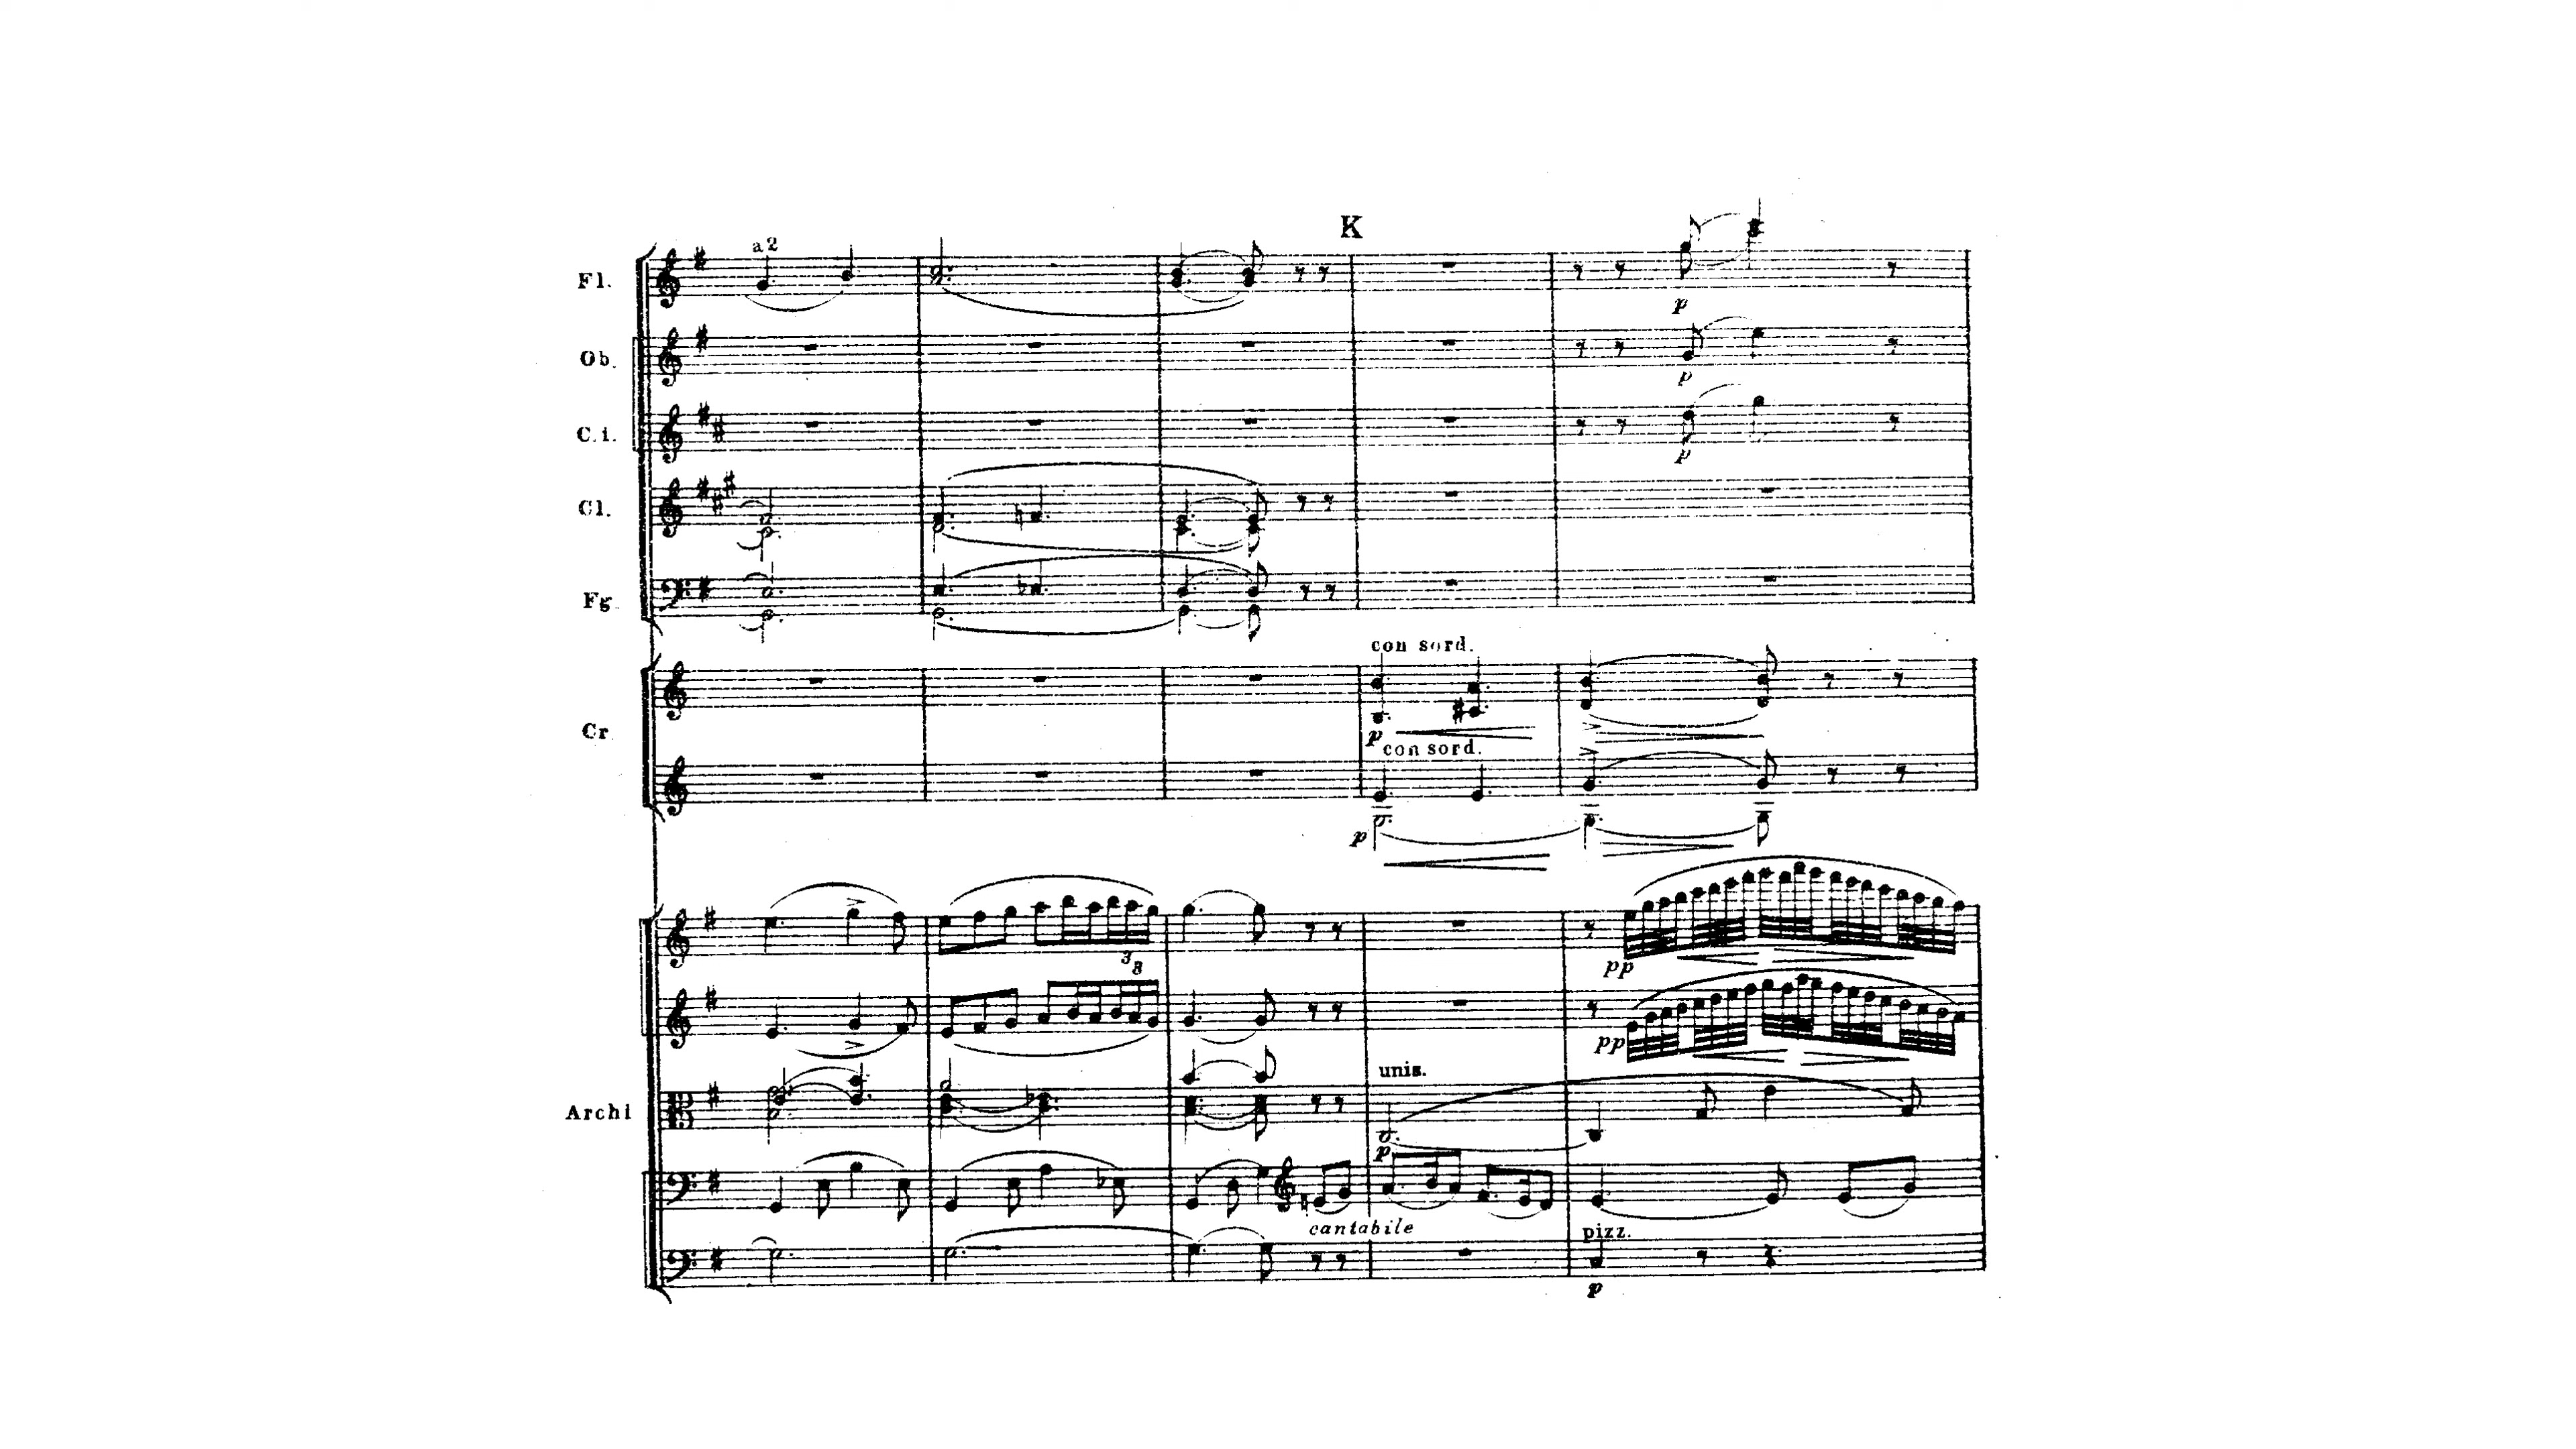 K
a2
Fl.
p
Ob.
p
C.i.
p
Cl.
Fg.
con sord.
p
Cr
con sord.
p
3
8
pp
pp
unis.
Archi
p
cantabile
pizz.
p